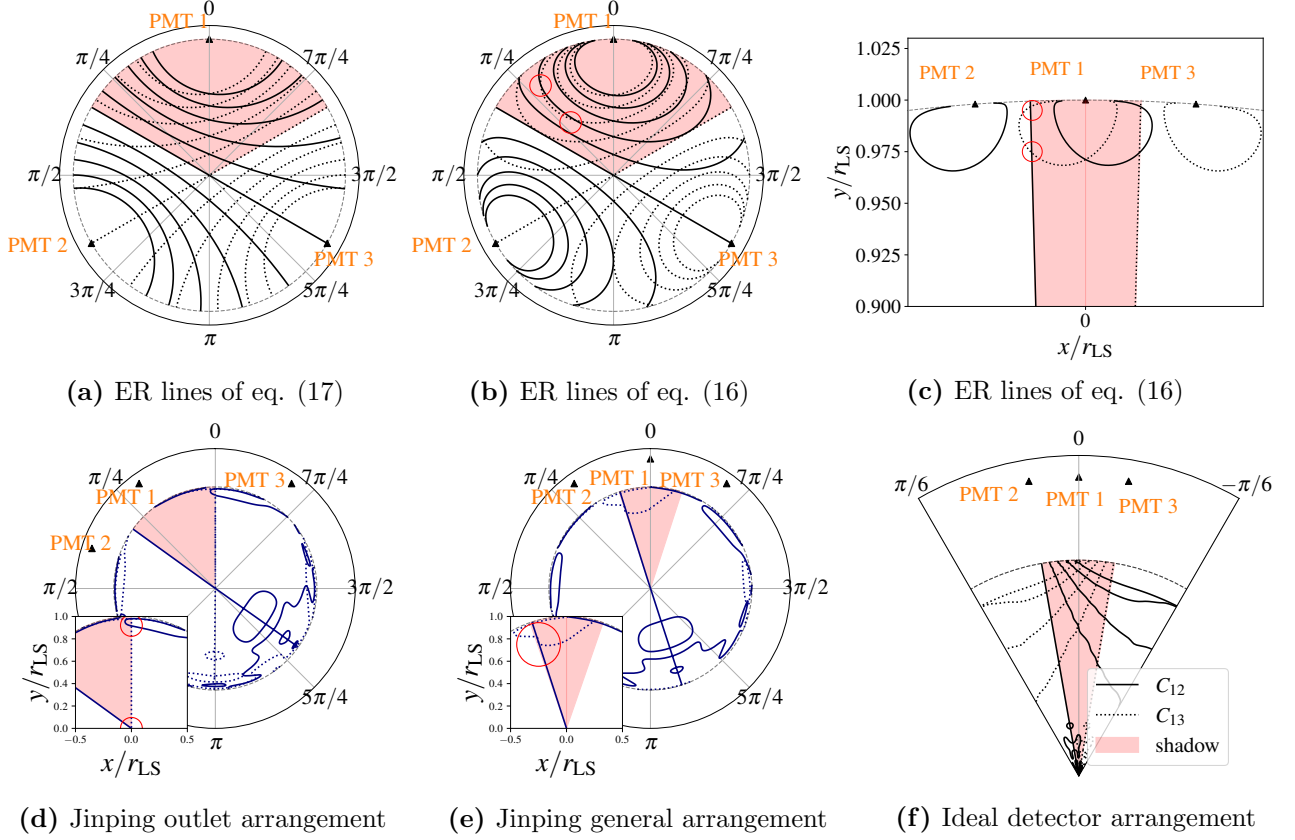 0
PMT 1
π/4
7π/4
π/2
3π/2
PMT 2
PMT 3
3π/4
5π/4
π
(a) ER lines of eq. (17)
0
PMT 1
π/4
7π/4
π/2
3π/2
PMT 2
PMT 3
3π/4
5π/4
π
(b) ER lines of eq. (16)
1.025
1.000
0.975
0.950
0.925
0.900
y/rLS
PMT 2
PMT 1
PMT 3
0
x/rLS
(c) ER lines of eq. (16)
0
π/4
7π/4
PMT 3
PMT 1
PMT 2
π/2
3π/2
5π/4
π
1.0
0.8
0.6
0.4
0.2
0.0
y/rLS
−0.5
0.0
0.5
x/rLS
(d) Jinping outlet arrangement
0
π/4
7π/4
PMT 1
PMT 3
PMT 2
π/2
3π/2
5π/4
π
1.0
0.8
0.6
0.4
0.2
0.0
y/rLS
−0.5
0.0
0.5
x/rLS
(e) Jinping general arrangement
0
π/6
−π/6
PMT 2
PMT 1
PMT 3
C12
C13
shadow
(f) Ideal detector arrangement